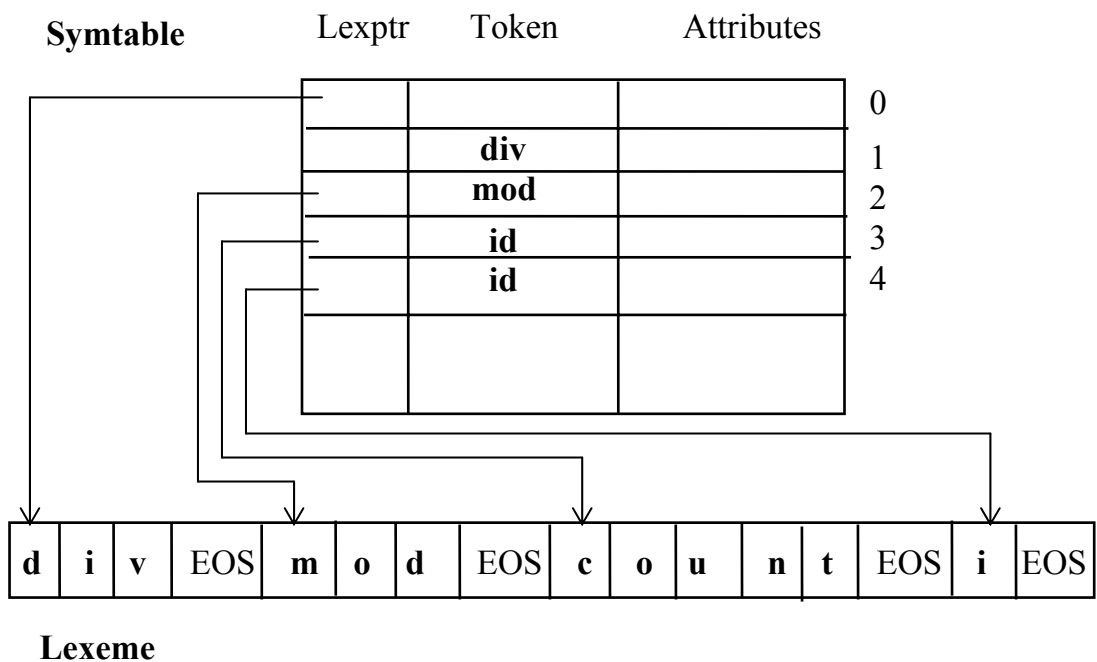 Symtable Lexptr Token Attributes
0
div 1
mod 2
id 3
id 4
d i v EOS m o d EOS c o u n t EOS i EOS
Lexeme